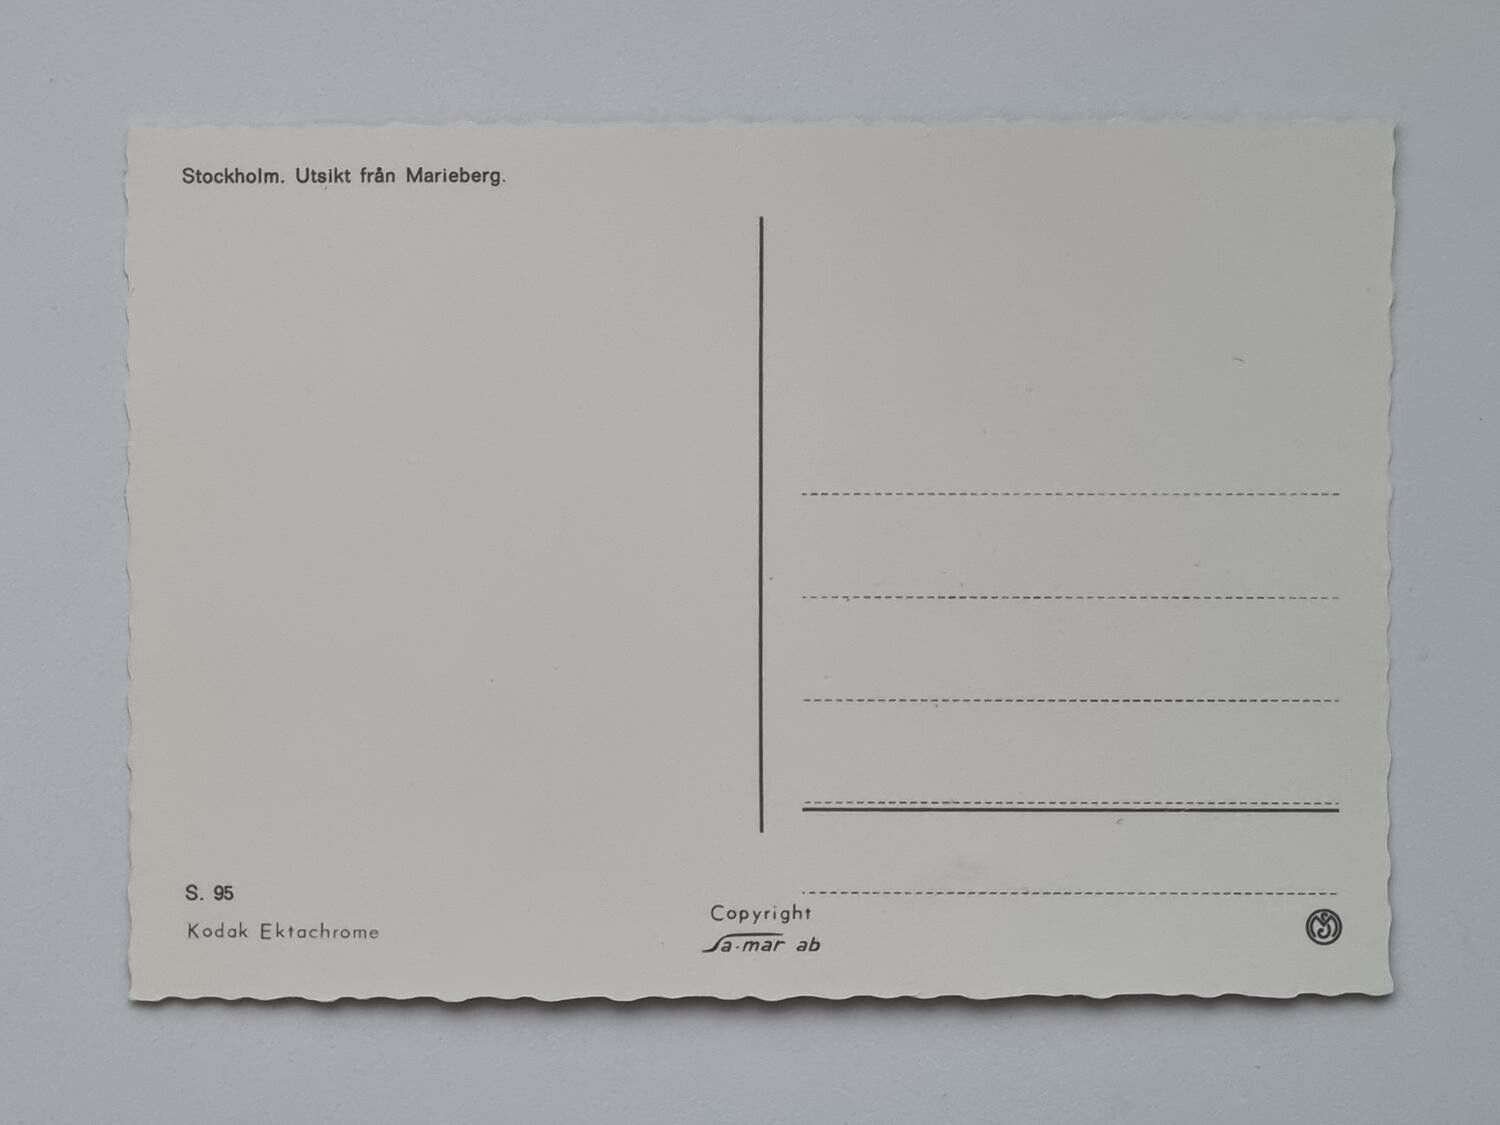 Stockholm. Utsikt från Marieberg.
S. 95
Kodak Ektachrome
Copyright
Sa-mar ab